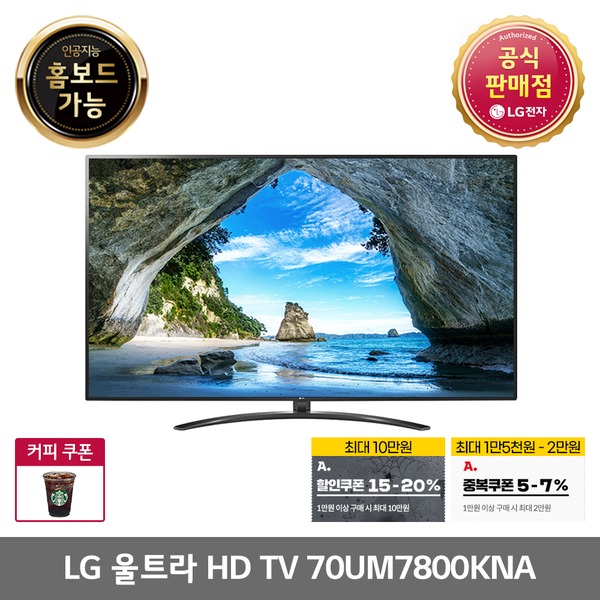 인공지능
홈보드
가능
Authorized
공식
판매점
LG전자
커피 쿠폰
최대 10만원
A.
할인쿠폰 15-20%
1만원 이상 구매 시 최대 10만원
최대 1만5천원 - 2만원
A.
중복쿠폰 5-7%
1만원 이상 구매 시 최대 2만원
LG 울트라 HD TV 70UM7800KNA